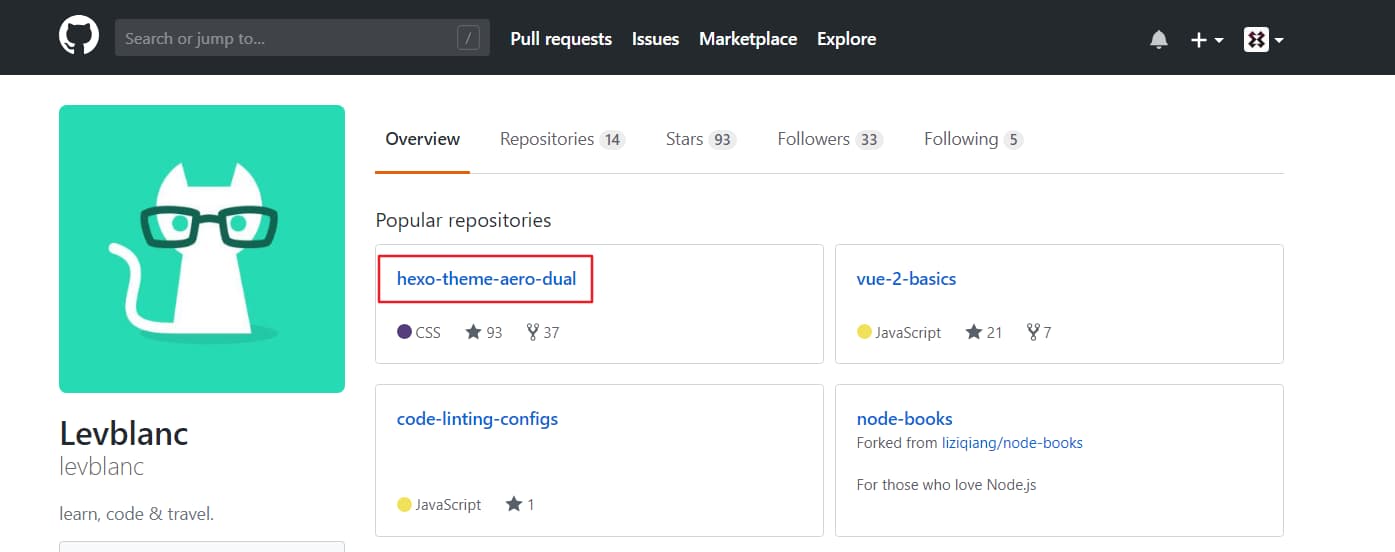 Search or jump to... /
Pull requests Issues Marketplace Explore
Overview Repositories 14 Stars 93 Followers 33 Following 5
Popular repositories
hexo-theme-aero-dual
CSS 93 37
vue-2-basics
JavaScript 21 7
code-linting-configs
JavaScript 1
node-books
Forked from liziqiang/node-books
For those who love Node.js
Levblanc
levblanc
learn, code & travel.